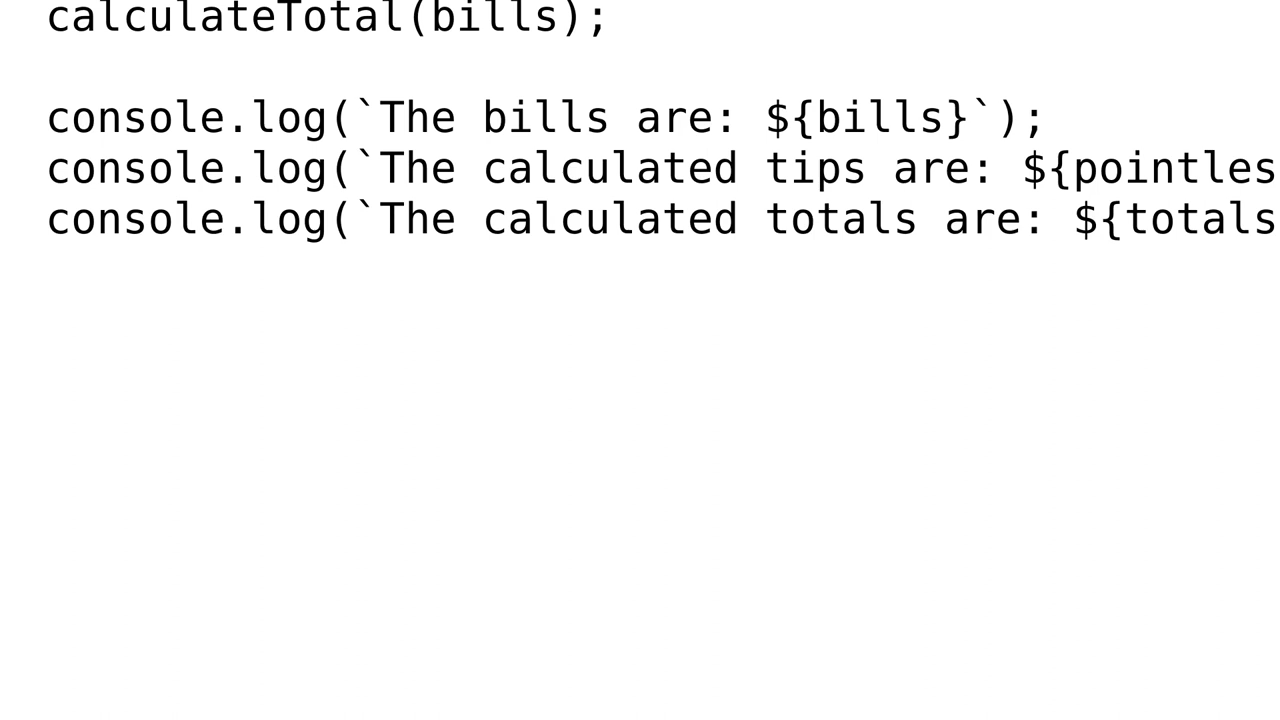 calculateTotal(bills);
console.log(`The bills are: ${bills}`);
console.log(`The calculated tips are: ${pointles
console.log(`The calculated totals are: ${totals